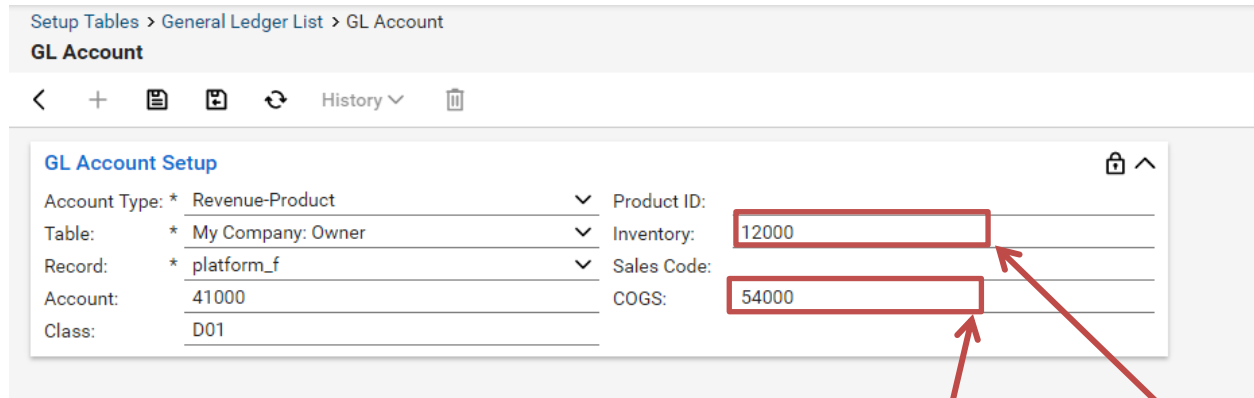 Setup Tables > General Ledger List > GL Account
GL Account
History
GL Account Setup
Account Type: * Revenue-Product
Product ID:
Table: * My Company: Owner
Inventory: 12000
Record: * platform_f
Sales Code:
Account: 41000
COGS: 54000
Class: D01